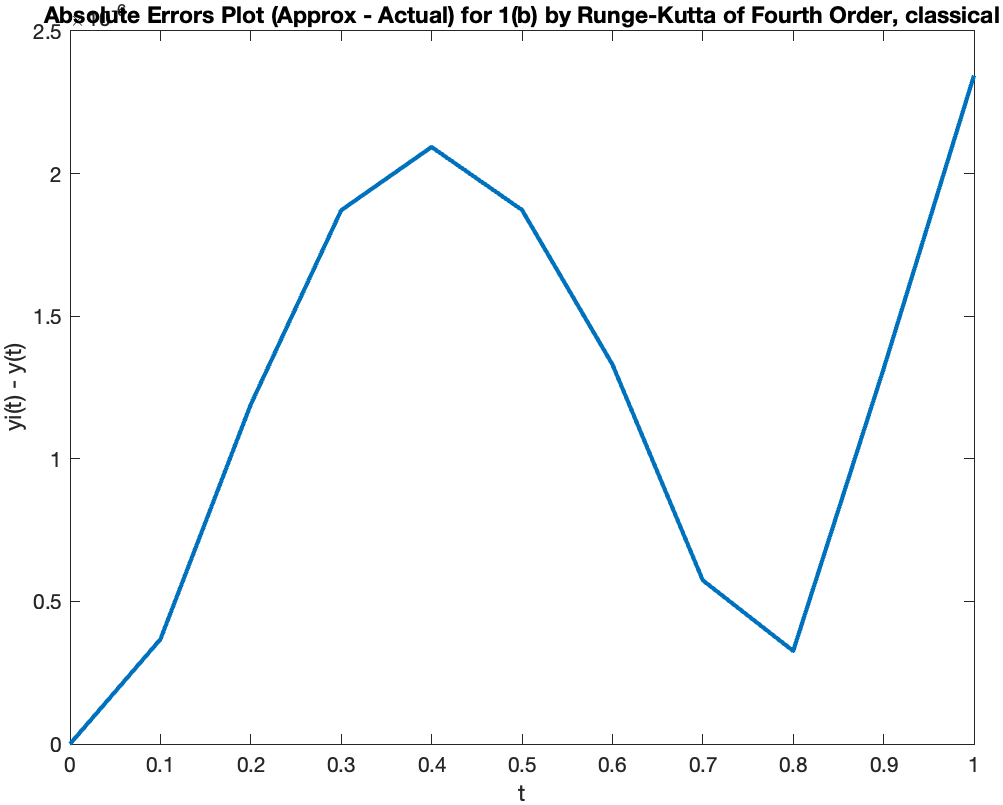 Absolute Errors Plot (Approx - Actual) for 1(b) by Runge-Kutta of Fourth Order, classical
2.5
2
1.5
1
0.5
0
yi(t) - y(t)
0 0.1 0.2 0.3 0.4 0.5 0.6 0.7 0.8 0.9 1
t